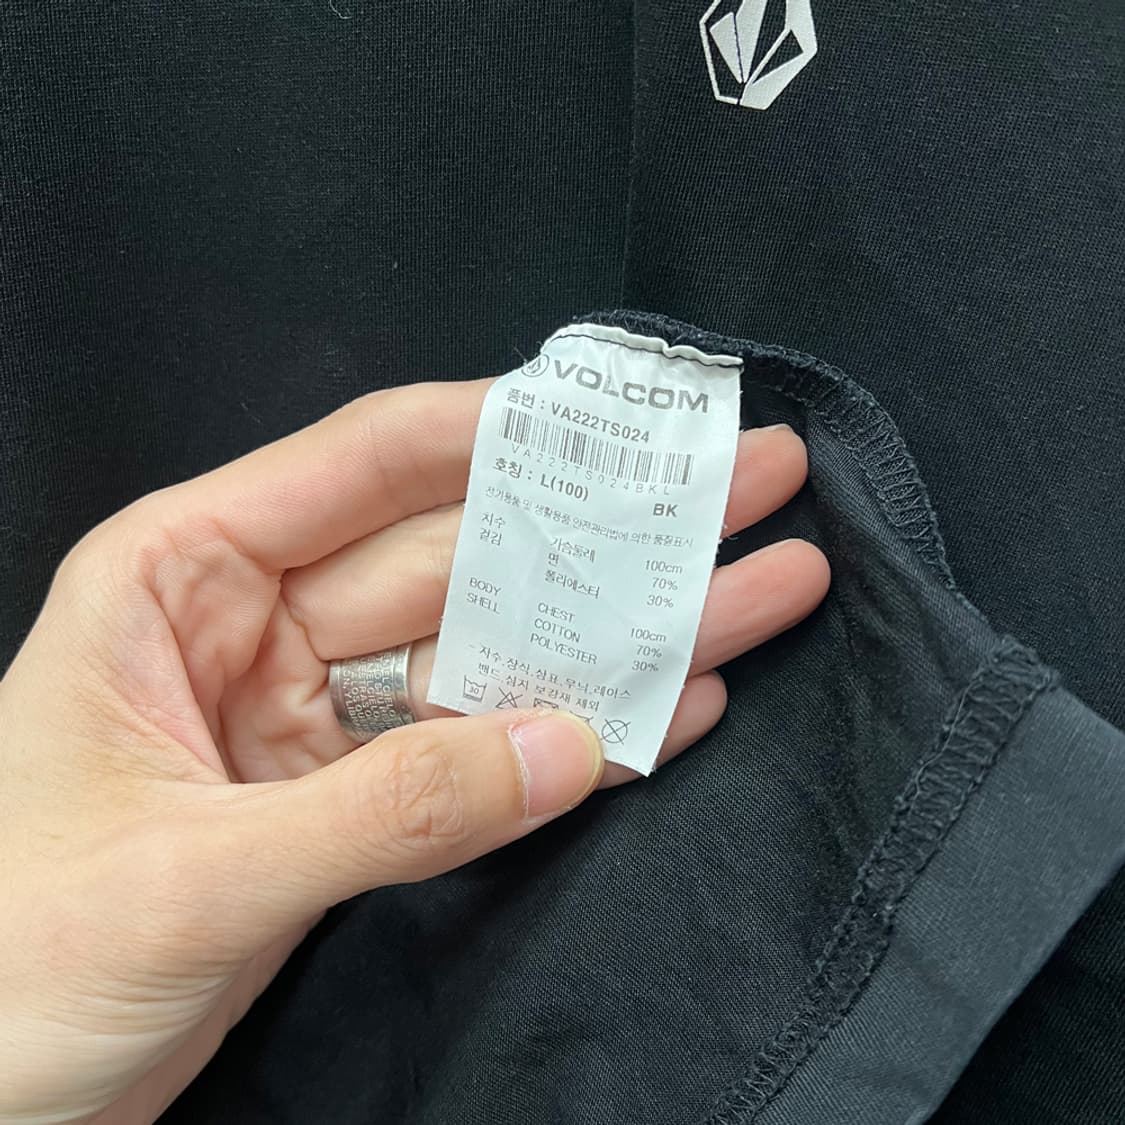 VOLCOM
품번 : VA222TS024
VA222TS024BKL
호칭 : L(100)
BK
전기용품 및 생활용품 안전관리법에 의한 품질표시
치수 가슴둘레 100cm
겉감 면 70%
폴리에스터 30%
BODY CHEST 100cm
SHELL COTTON 70%
POLYESTER 30%
- 자수.장식.상표.무늬.레이스
밴드.심지 보강재 제외
30